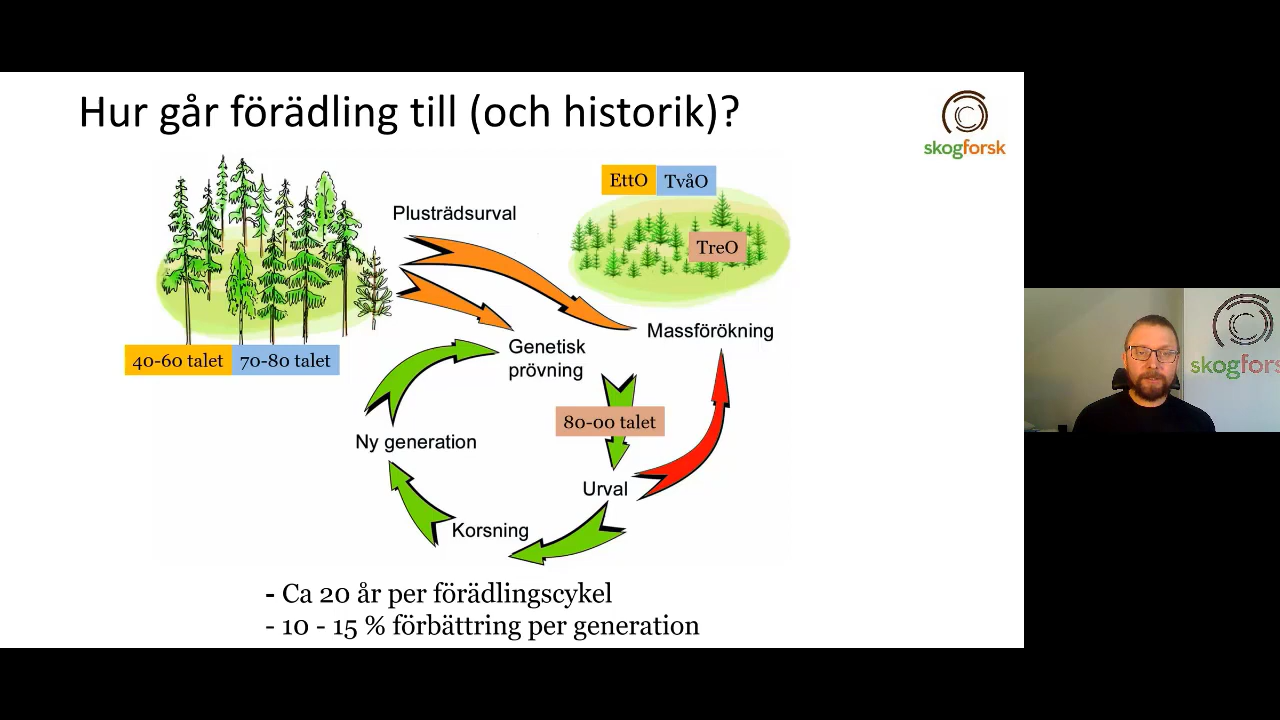 Hur går förädling till (och historik)?
skogforsk
EttO
TvåO
Plusträdsurval
TreO
Massförökning
40-60 talet
70-80 talet
Genetisk
prövning
80-00 talet
Ny generation
Urval
Korsning
- Ca 20 år per förädlingscykel
- 10 - 15 % förbättring per generation
skogfors